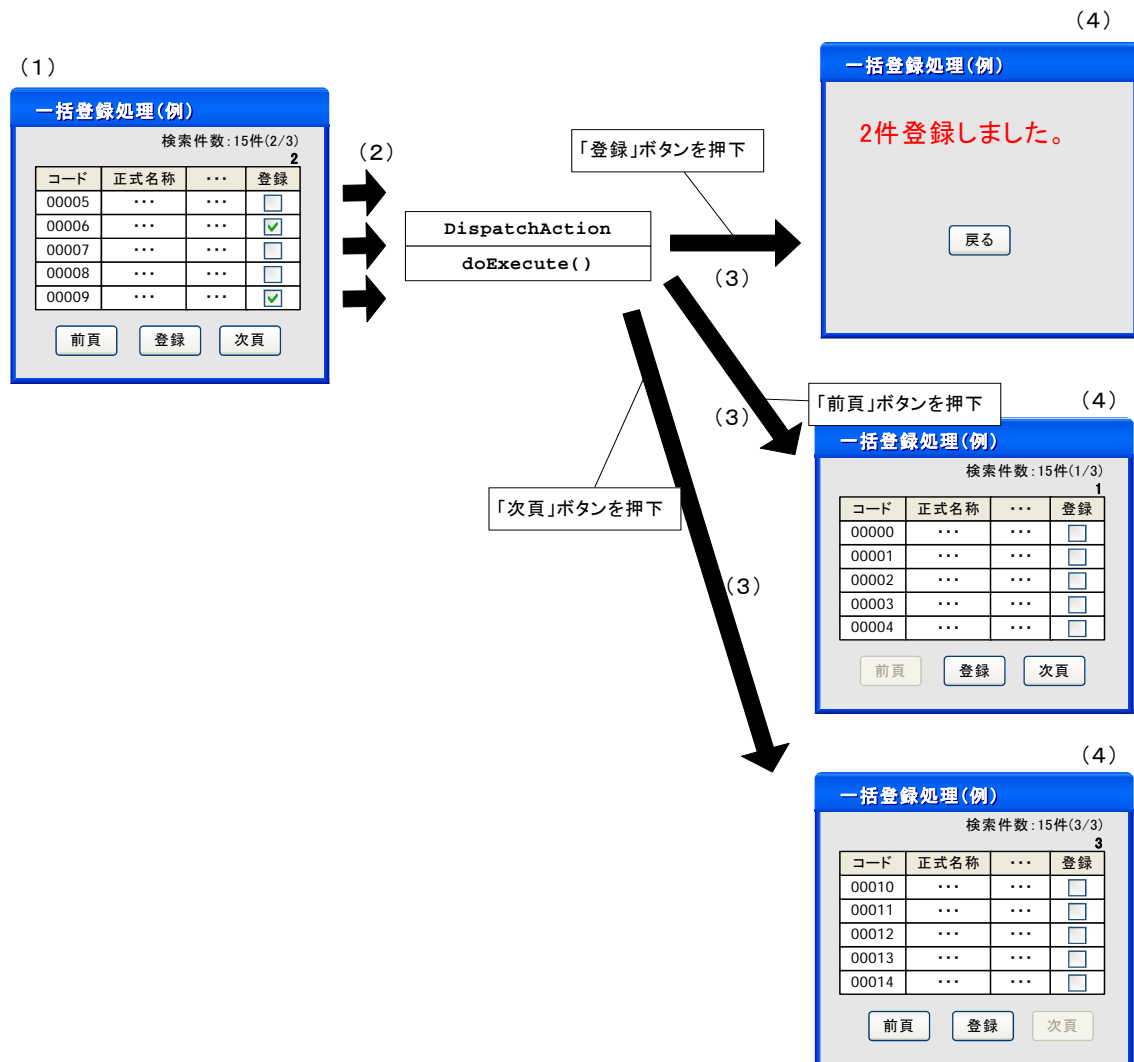 (1)
一括登録処理(例)
検索件数:15件(2/3)
2
コード 正式名称 ・・・ 登録
00005 ・・・ ・・・
00006 ・・・ ・・・
00007 ・・・ ・・・
00008 ・・・ ・・・
00009 ・・・ ・・・
前頁 登録 次頁
(2)
DispatchAction
doExecute()
「登録」ボタンを押下
(3)
(4)
一括登録処理(例)
2件登録しました。
戻る
「前頁」ボタンを押下
(3)
(4)
一括登録処理(例)
検索件数:15件(1/3)
1
コード 正式名称 ・・・ 登録
00000 ・・・ ・・・
00001 ・・・ ・・・
00002 ・・・ ・・・
00003 ・・・ ・・・
00004 ・・・ ・・・
前頁 登録 次頁
「次頁」ボタンを押下
(3)
(4)
一括登録処理(例)
検索件数:15件(3/3)
3
コード 正式名称 ・・・ 登録
00010 ・・・ ・・・
00011 ・・・ ・・・
00012 ・・・ ・・・
00013 ・・・ ・・・
00014 ・・・ ・・・
前頁 登録 次頁